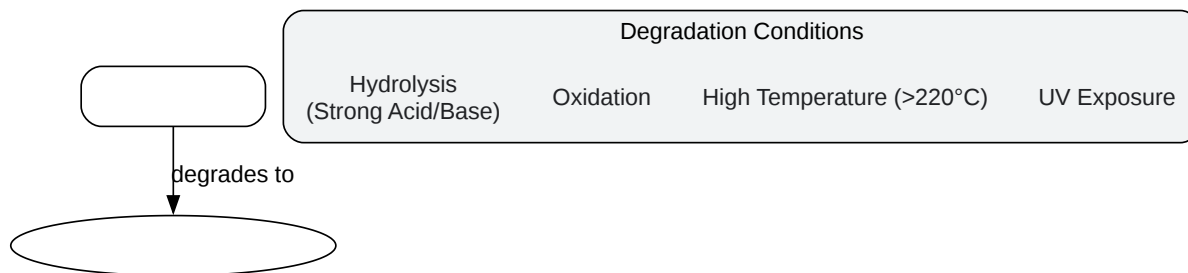 Degradation Conditions
Hydrolysis
(Strong Acid/Base)
Oxidation
High Temperature (>220°C)
UV Exposure
degrades to